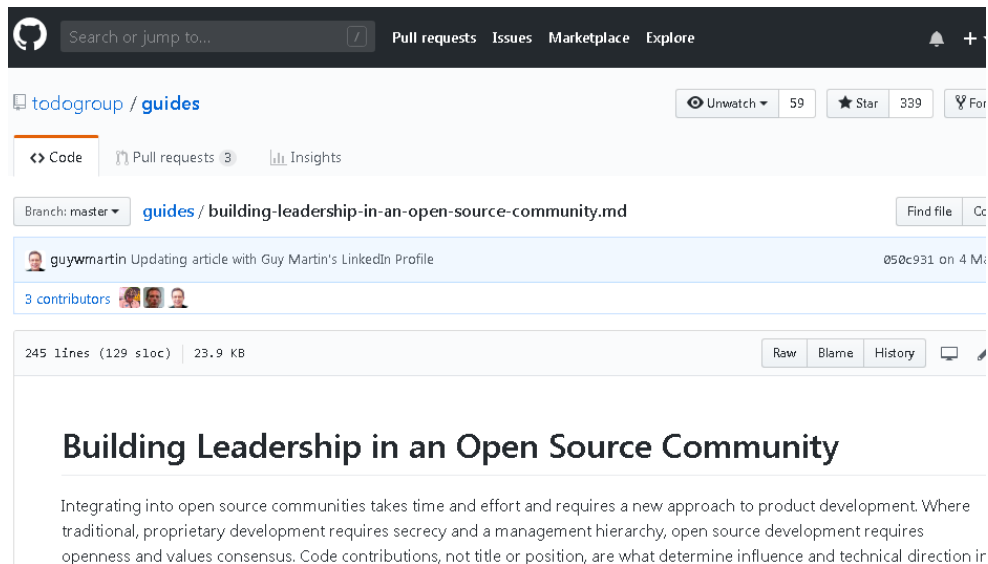 Search or jump to... / Pull requests Issues Marketplace Explore
todogroup / guides Unwatch 59 Star 339
Code Pull requests 3 Insights
Branch: master guides / building-leadership-in-an-open-source-community.md Find file
guywmartin Updating article with Guy Martin's LinkedIn Profile 050c931 on 4
3 contributors
245 lines (129 sloc) 23.9 KB Raw Blame History
Building Leadership in an Open Source Community
Integrating into open source communities takes time and effort and requires a new approach to product development. Where
traditional, proprietary development requires secrecy and a management hierarchy, open source development requires
openness and values consensus. Code contributions, not title or position, are what determine influence and technical direction in